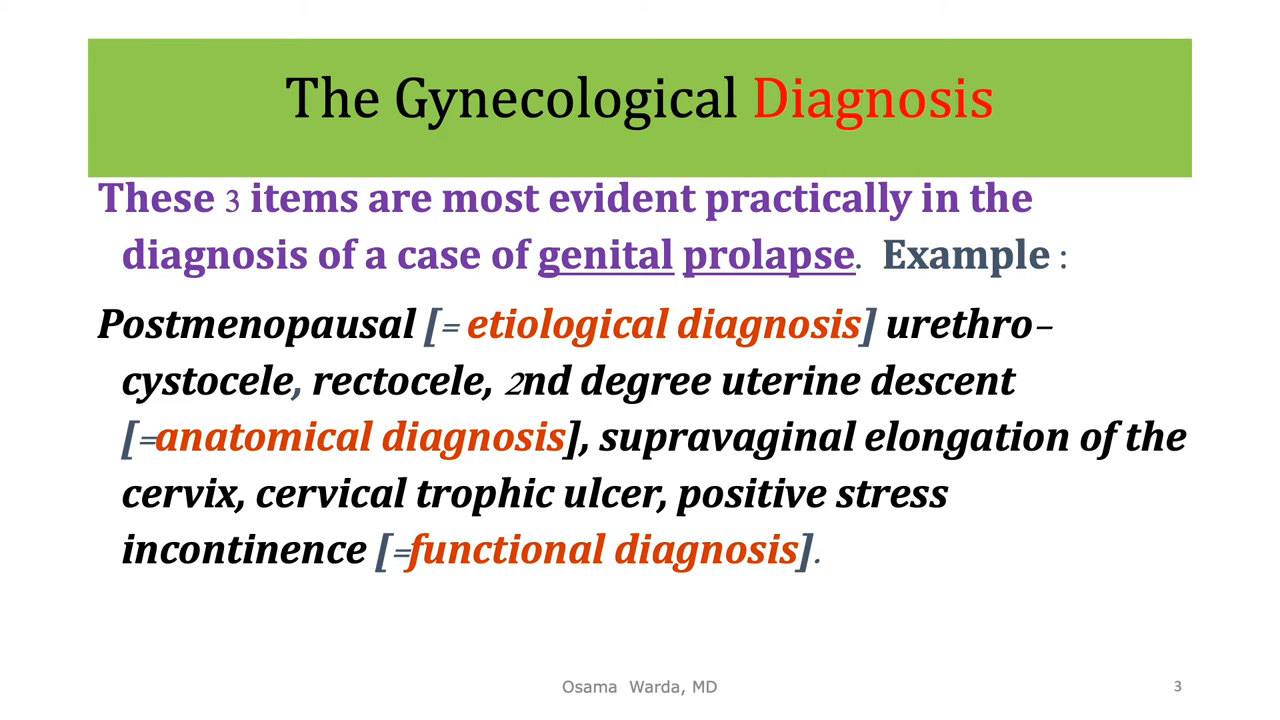 The Gynecological Diagnosis
These 3 items are most evident practically in the
diagnosis of a case of genital prolapse. Example :
Postmenopausal [= etiological diagnosis] urethro–
cystocele, rectocele, 2nd degree uterine descent
[=anatomical diagnosis], supravaginal elongation of the
cervix, cervical trophic ulcer, positive stress
incontinence [=functional diagnosis].
Osama Warda, MD
3